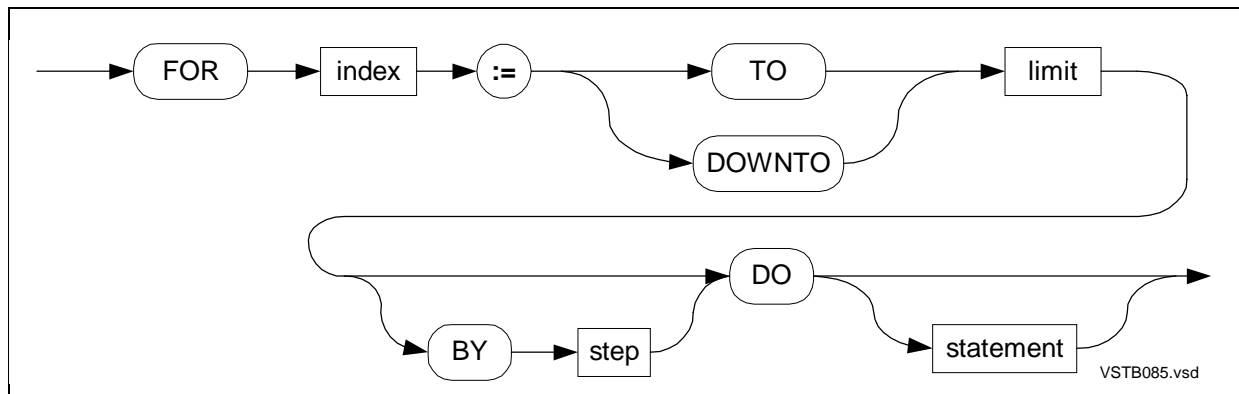 FOR index := TO limit
DOWNTO
DO
BY step statement
VSTB085.vsd